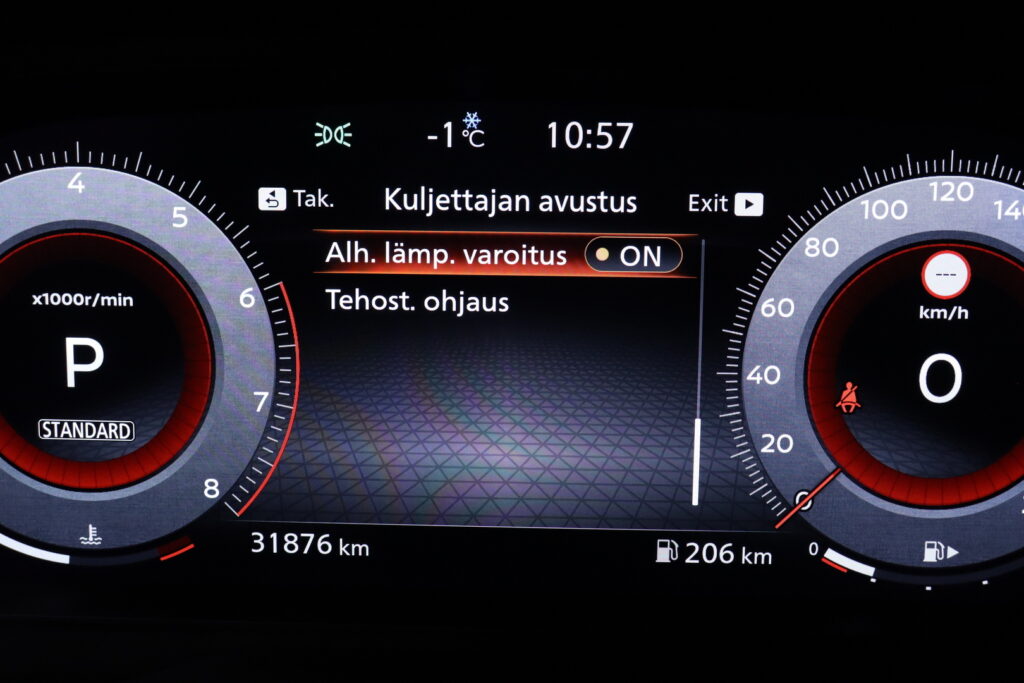 -1°C 10:57
Tak. Kuljettajan avustus Exit
Alh. lämp. varoitus ON
Tehost. ohjaus
4
5
6
7
8
x1000r/min
P
STANDARD
31876 km
206 km
0
20
40
60
80
100
120
---
km/h
0
0